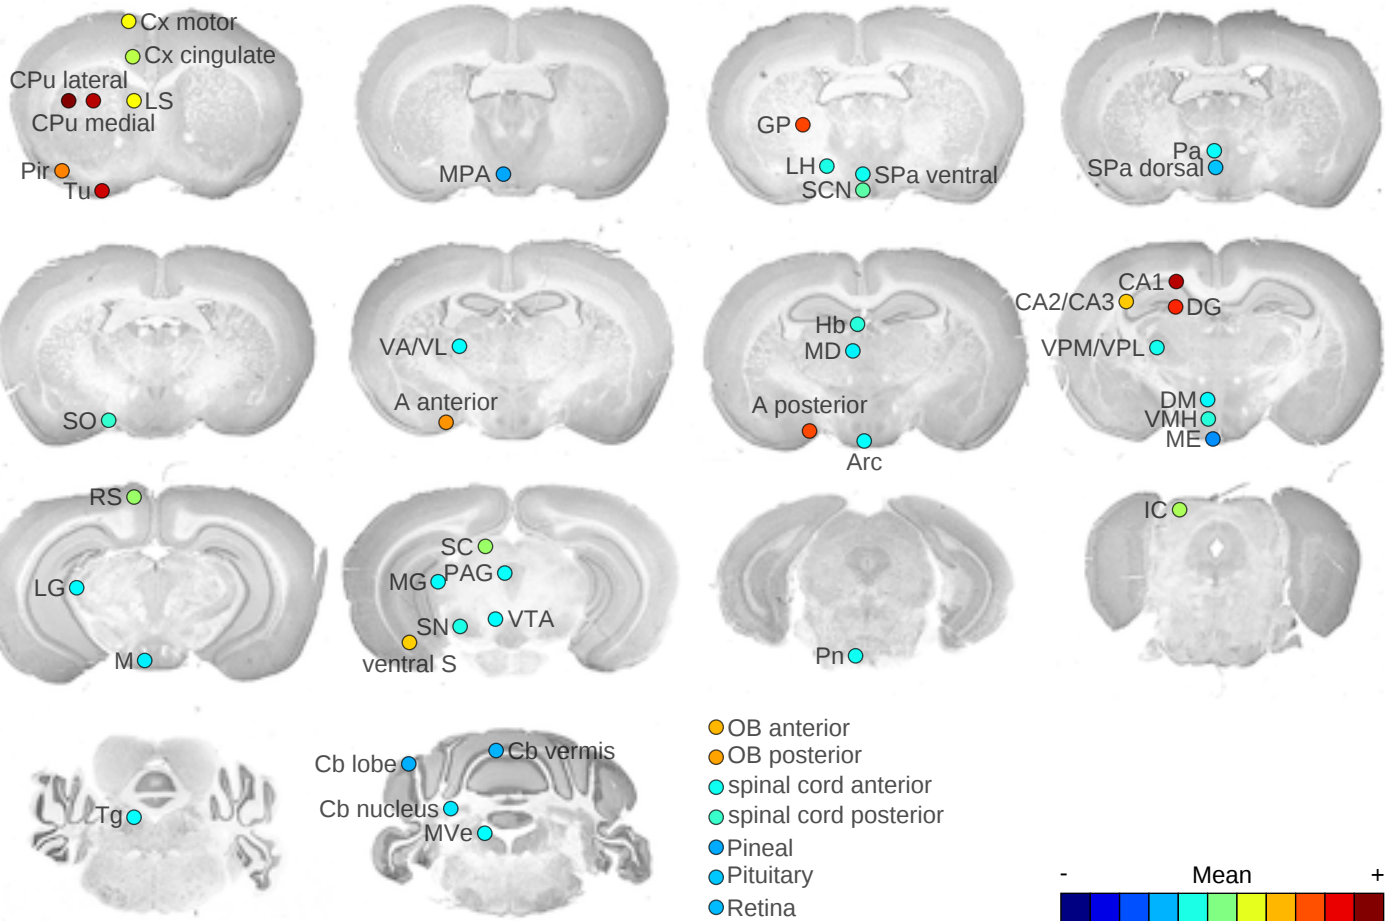 Cx motor
Cx cingulate
CPu lateral
LS
CPu medial
Pir
Tu
MPA
GP
LH
SPa ventral
SCN
Pa
SPa dorsal
SO
VA/VL
A anterior
Hb
MD
A posterior
Arc
CA1
CA2/CA3
DG
VPM/VPL
DM
VMH
ME
RS
LG
M
SC
PAG
MG
VTA
SN
ventral S
Pn
IC
Tg
Cb vermis
Cb lobe
Cb nucleus
MVe
OB anterior
OB posterior
spinal cord anterior
spinal cord posterior
Pineal
Pituitary
Retina
- Mean +